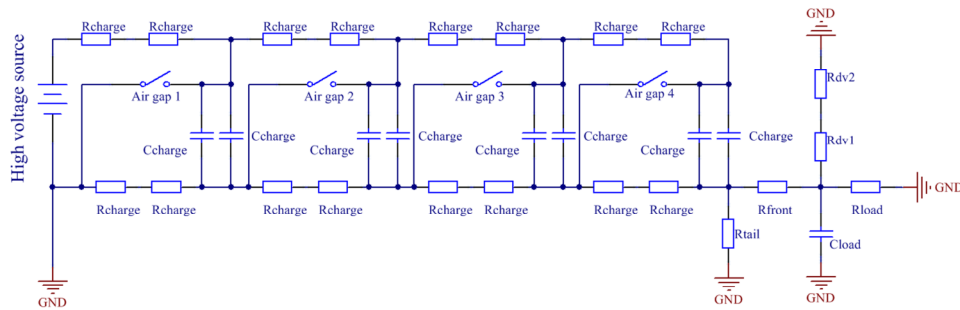 Rcharge Rcharge Rcharge Rcharge Rcharge Rcharge Rcharge Rcharge
GND
High voltage source
Air gap 1 Air gap 2 Air gap 3 Air gap 4
Rdv2
Ccharge Ccharge Ccharge Ccharge
Rdv1
Ccharge Ccharge Ccharge Ccharge
GND
Rcharge Rcharge Rcharge Rcharge Rcharge Rcharge Rcharge Rcharge Rfront Rload
Rtail
Cload
GND GND GND